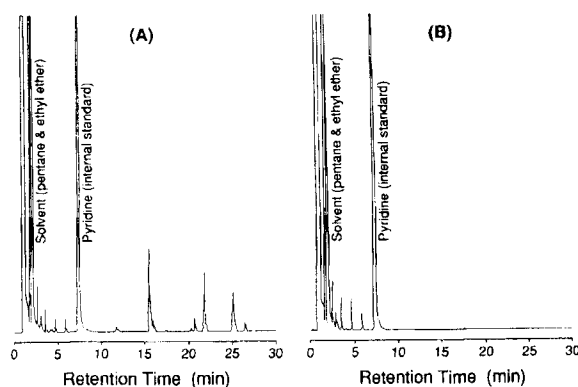 (A)
Solvent (pentane & ethyl ether)
Pyridine (internal standard)
0 5 10 15 20 25 30
Retention Time (min)
(B)
Solvent (pentane & ethyl ether)
Pyridine (internal standard)
0 5 10 15 20 25 30
Retention Time (min)